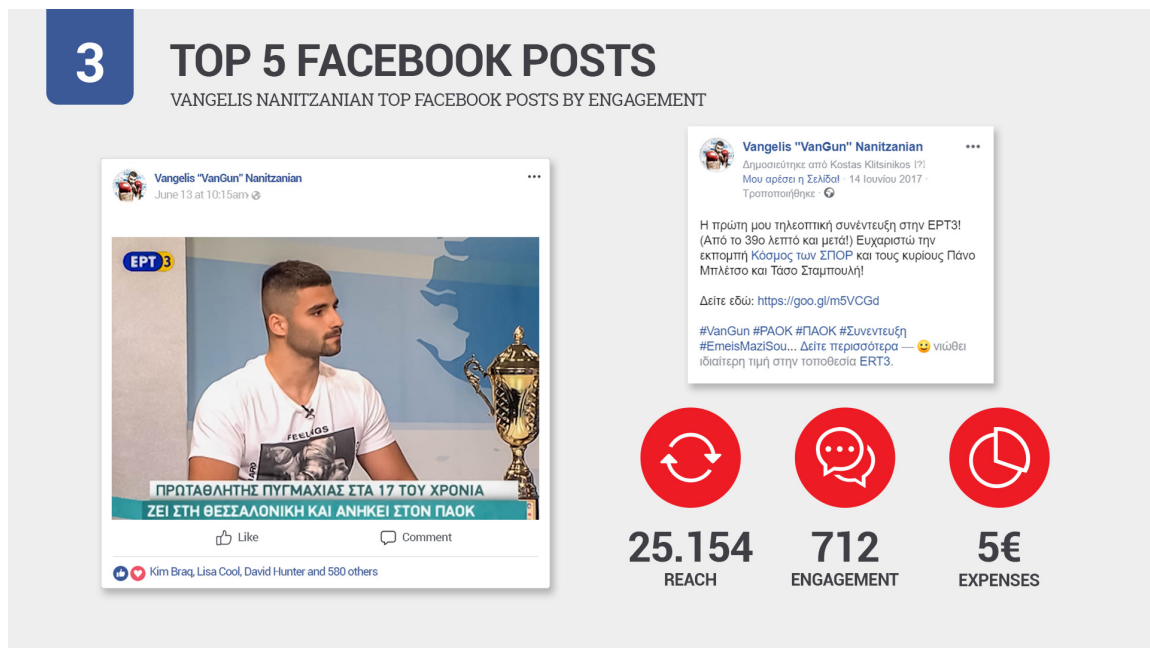 3
TOP 5 FACEBOOK POSTS
VANGELIS NANITZANIAN TOP FACEBOOK POSTS BY ENGAGEMENT
Vangelis "VanGun" Nanitzanian
June 13 at 10:15am
ΕΡΤ3
FEELINGS
ΠΡΩΤΑΘΛΗΤΗΣ ΠΥΓΜΑΧΙΑΣ ΣΤΑ 17 ΤΟΥ ΧΡΟΝΙΑ
ΖΕΙ ΣΤΗ ΘΕΣΣΑΛΟΝΙΚΗ ΚΑΙ ΑΝΗΚΕΙ ΣΤΟΝ ΠΑΟΚ
Like
Comment
Kim Braq, Lisa Cool, David Hunter and 580 others
Vangelis "VanGun" Nanitzanian
Δημοσιεύτηκε από Kostas Klitsinikos [?]
Μου αρέσει η Σελίδα! · 14 Ιουνίου 2017 ·
Τροποποιήθηκε ·
Η πρώτη μου τηλεοπτική συνέντευξη στην ΕΡΤ3!
(Από το 39ο λεπτό και μετά!) Ευχαριστώ την
εκπομπή Κόσμος των ΣΠΟΡ και τους κυρίους Πάνο
Μπλέτσο και Τάσο Σταμπουλή!
Δείτε εδώ: https://goo.gl/m5VCGd
#VanGun #PAOK #ΠΑΟΚ #Συνεντευξη
#EmeisMaziSou... Δείτε περισσότερα — νιώθει
ιδιαίτερη τιμή στην τοποθεσία ERT3.
25.154
REACH
712
ENGAGEMENT
5€
EXPENSES